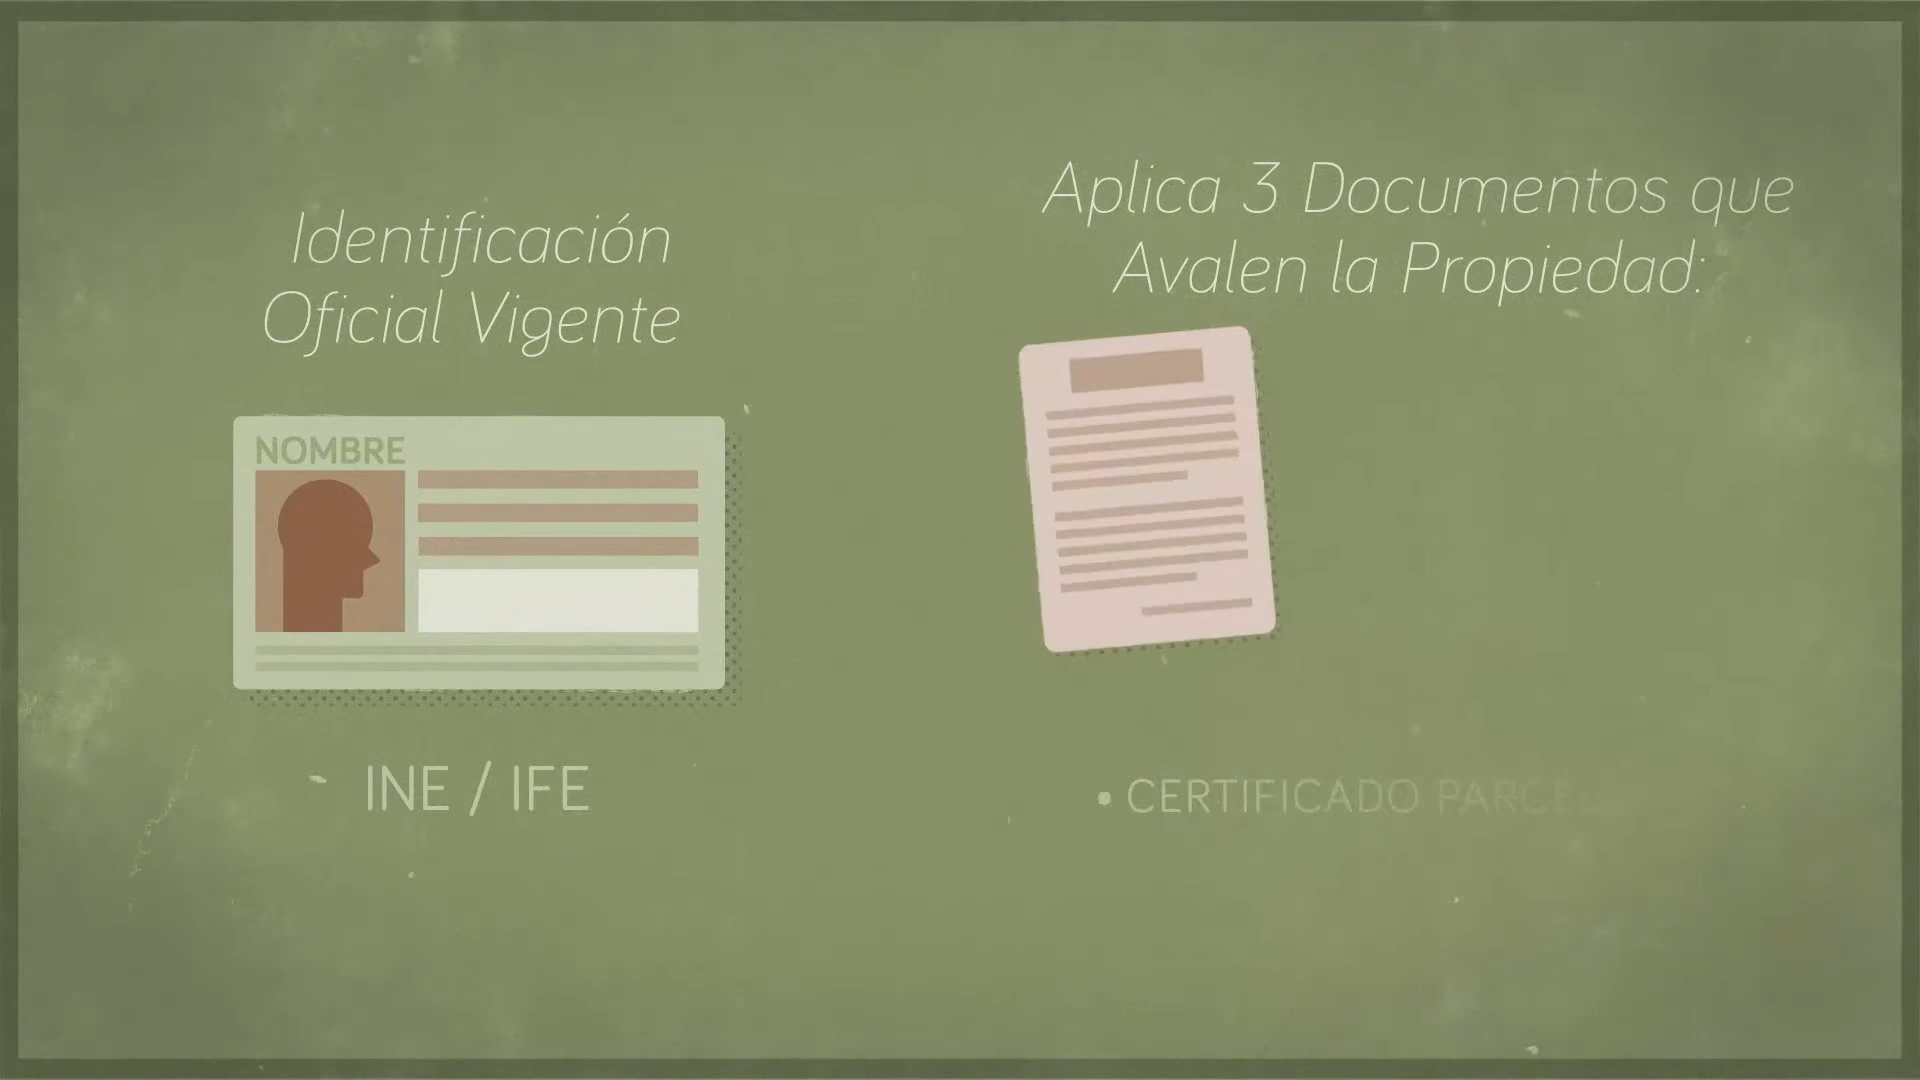 Identificación
Oficial Vigente
NOMBRE
INE / IFE
Aplica 3 Documentos que
Avalen la Propiedad:
• CERTIFICADO